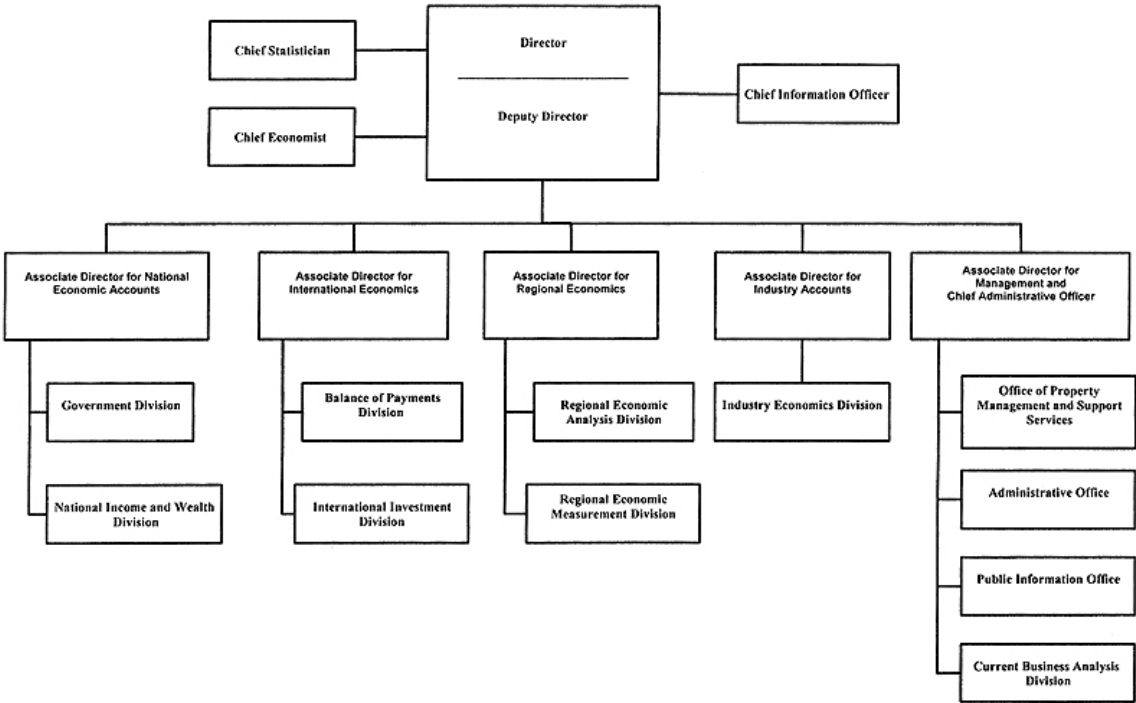 Chief Statistician
Director
Deputy Director
Chief Information Officer
Chief Economist
Associate Director for National
Economic Accounts
Associate Director for
International Economics
Associate Director for
Regional Economics
Associate Director for
Industry Accounts
Associate Director for
Management and
Chief Administrative Officer
Government Division
National Income and Wealth
Division
Balance of Payments
Division
International Investment
Division
Regional Economic
Analysis Division
Regional Economic
Measurement Division
Industry Economics Division
Office of Property
Management and Support
Services
Administrative Office
Public Information Office
Current Business Analysis
Division